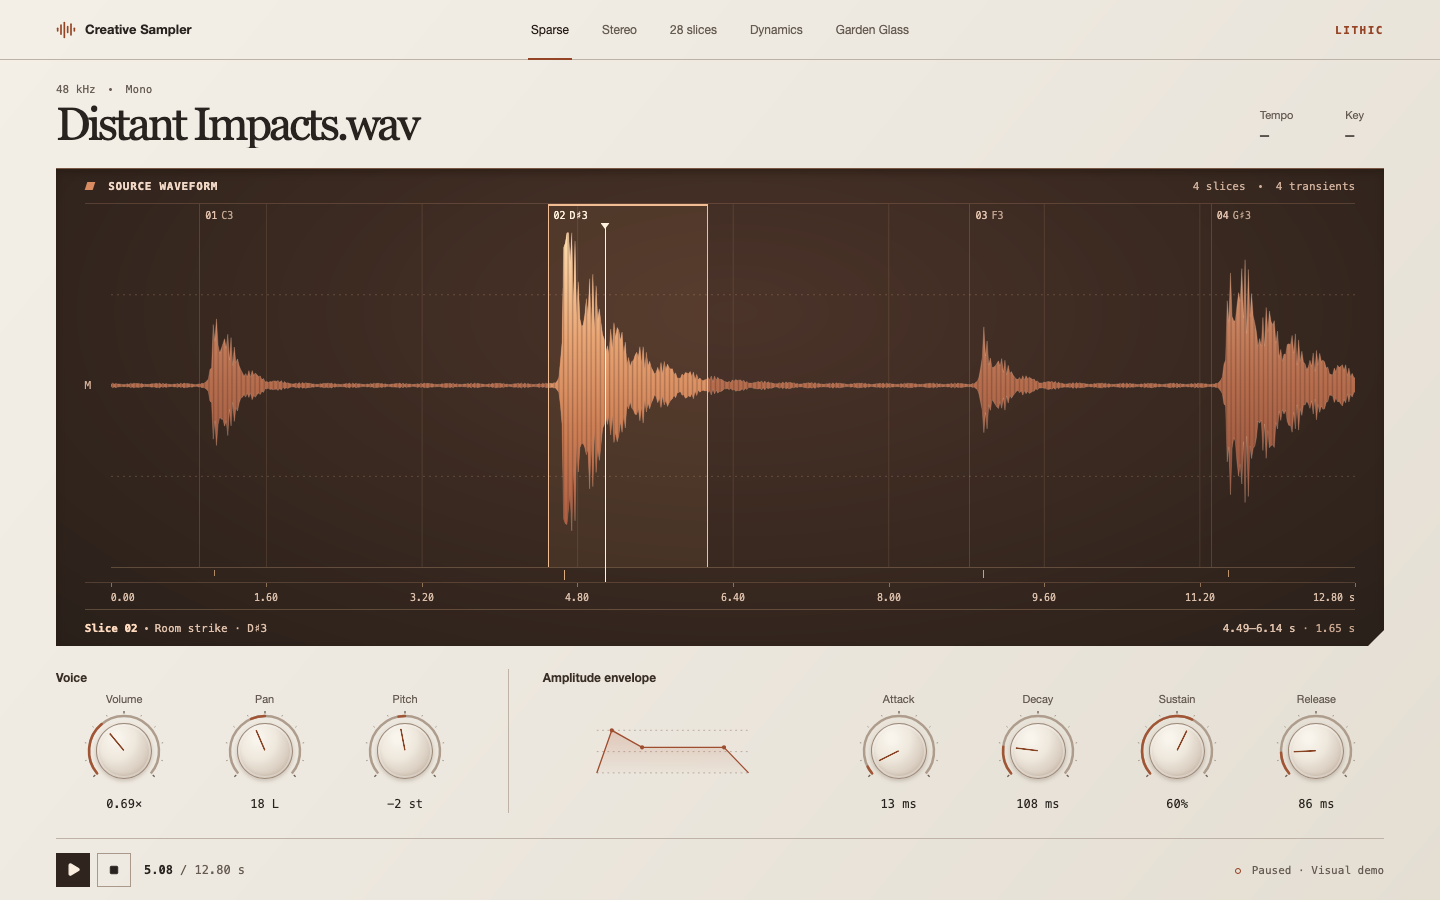 Creative Sampler
Sparse Stereo 28 slices Dynamics Garden Glass
LITHIC
48 kHz • Mono
Distant Impacts.wav
Tempo Key
— —
SOURCE WAVEFORM
4 slices • 4 transients
01 C3 02 D♯3 03 F3 04 G♯3
M
0.00 1.60 3.20 4.80 6.40 8.00 9.60 11.20 12.80 s
Slice 02 • Room strike · D♯3
4.49–6.14 s · 1.65 s
Voice
Volume Pan Pitch
0.69× 18 L −2 st
Amplitude envelope
Attack Decay Sustain Release
13 ms 108 ms 60% 86 ms
5.08 / 12.80 s
Paused · Visual demo